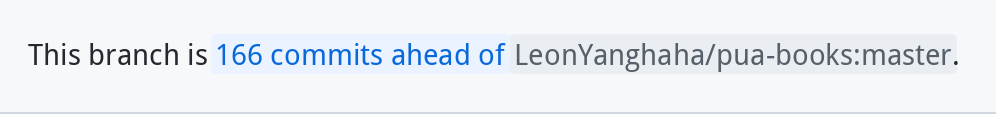 This branch is 166 commits ahead of LeonYanghaha/pua-books:master.